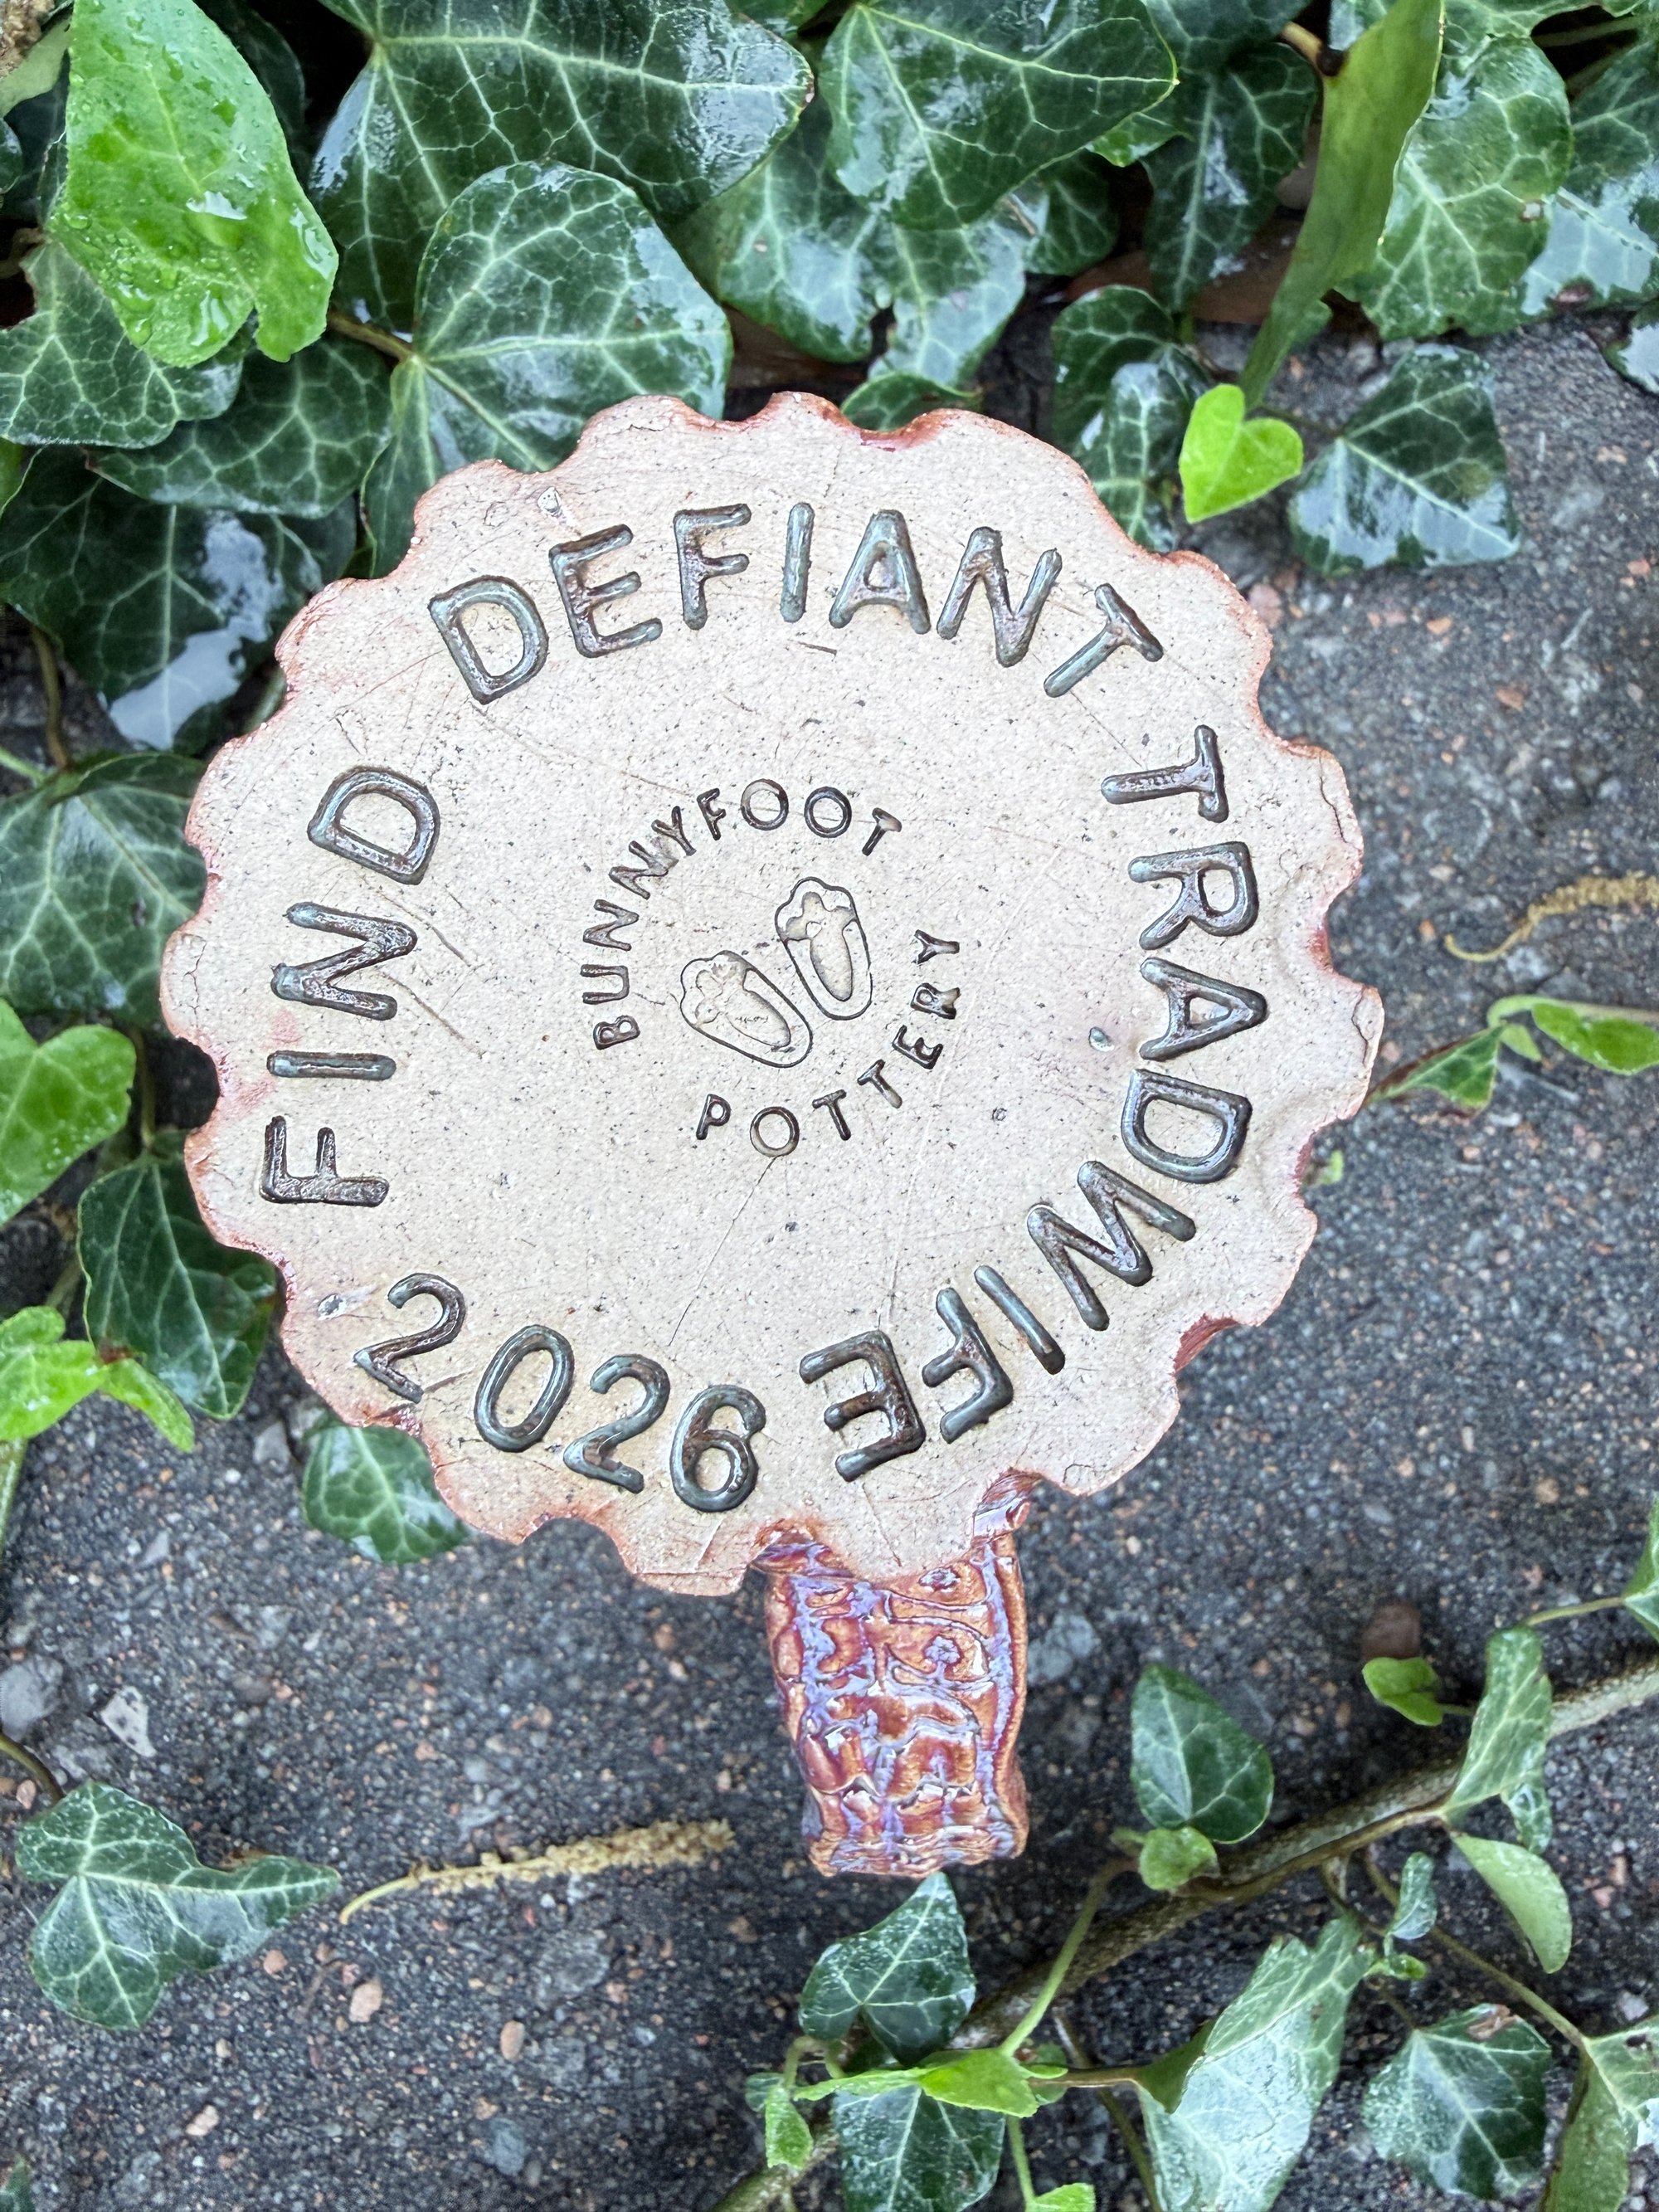 FIND DEFIANT TRADWIFE 2026
BUNNYFOOT POTTERY